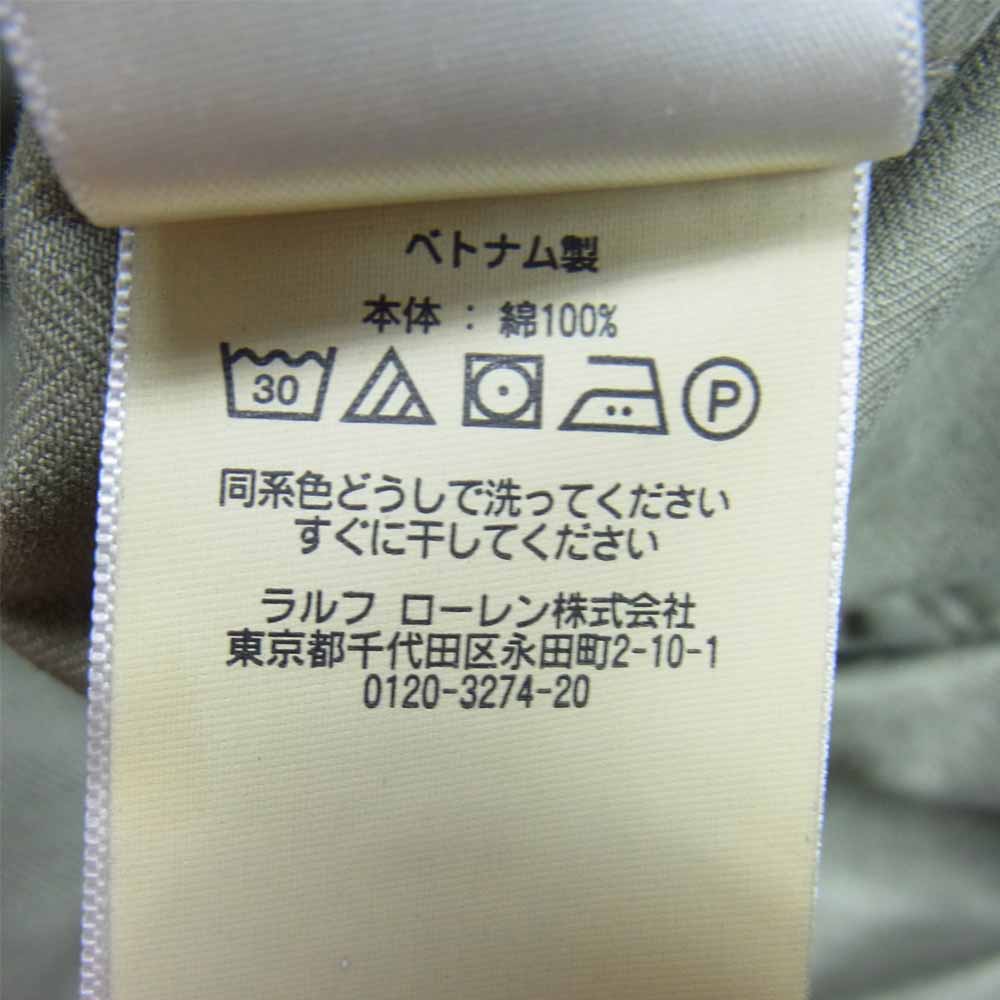 ベトナム製
本体 : 綿100%
30 P
同系色どうしで洗ってください
すぐに干してください
ラルフ ローレン株式会社
東京都千代田区永田町2-10-1
0120-3274-20